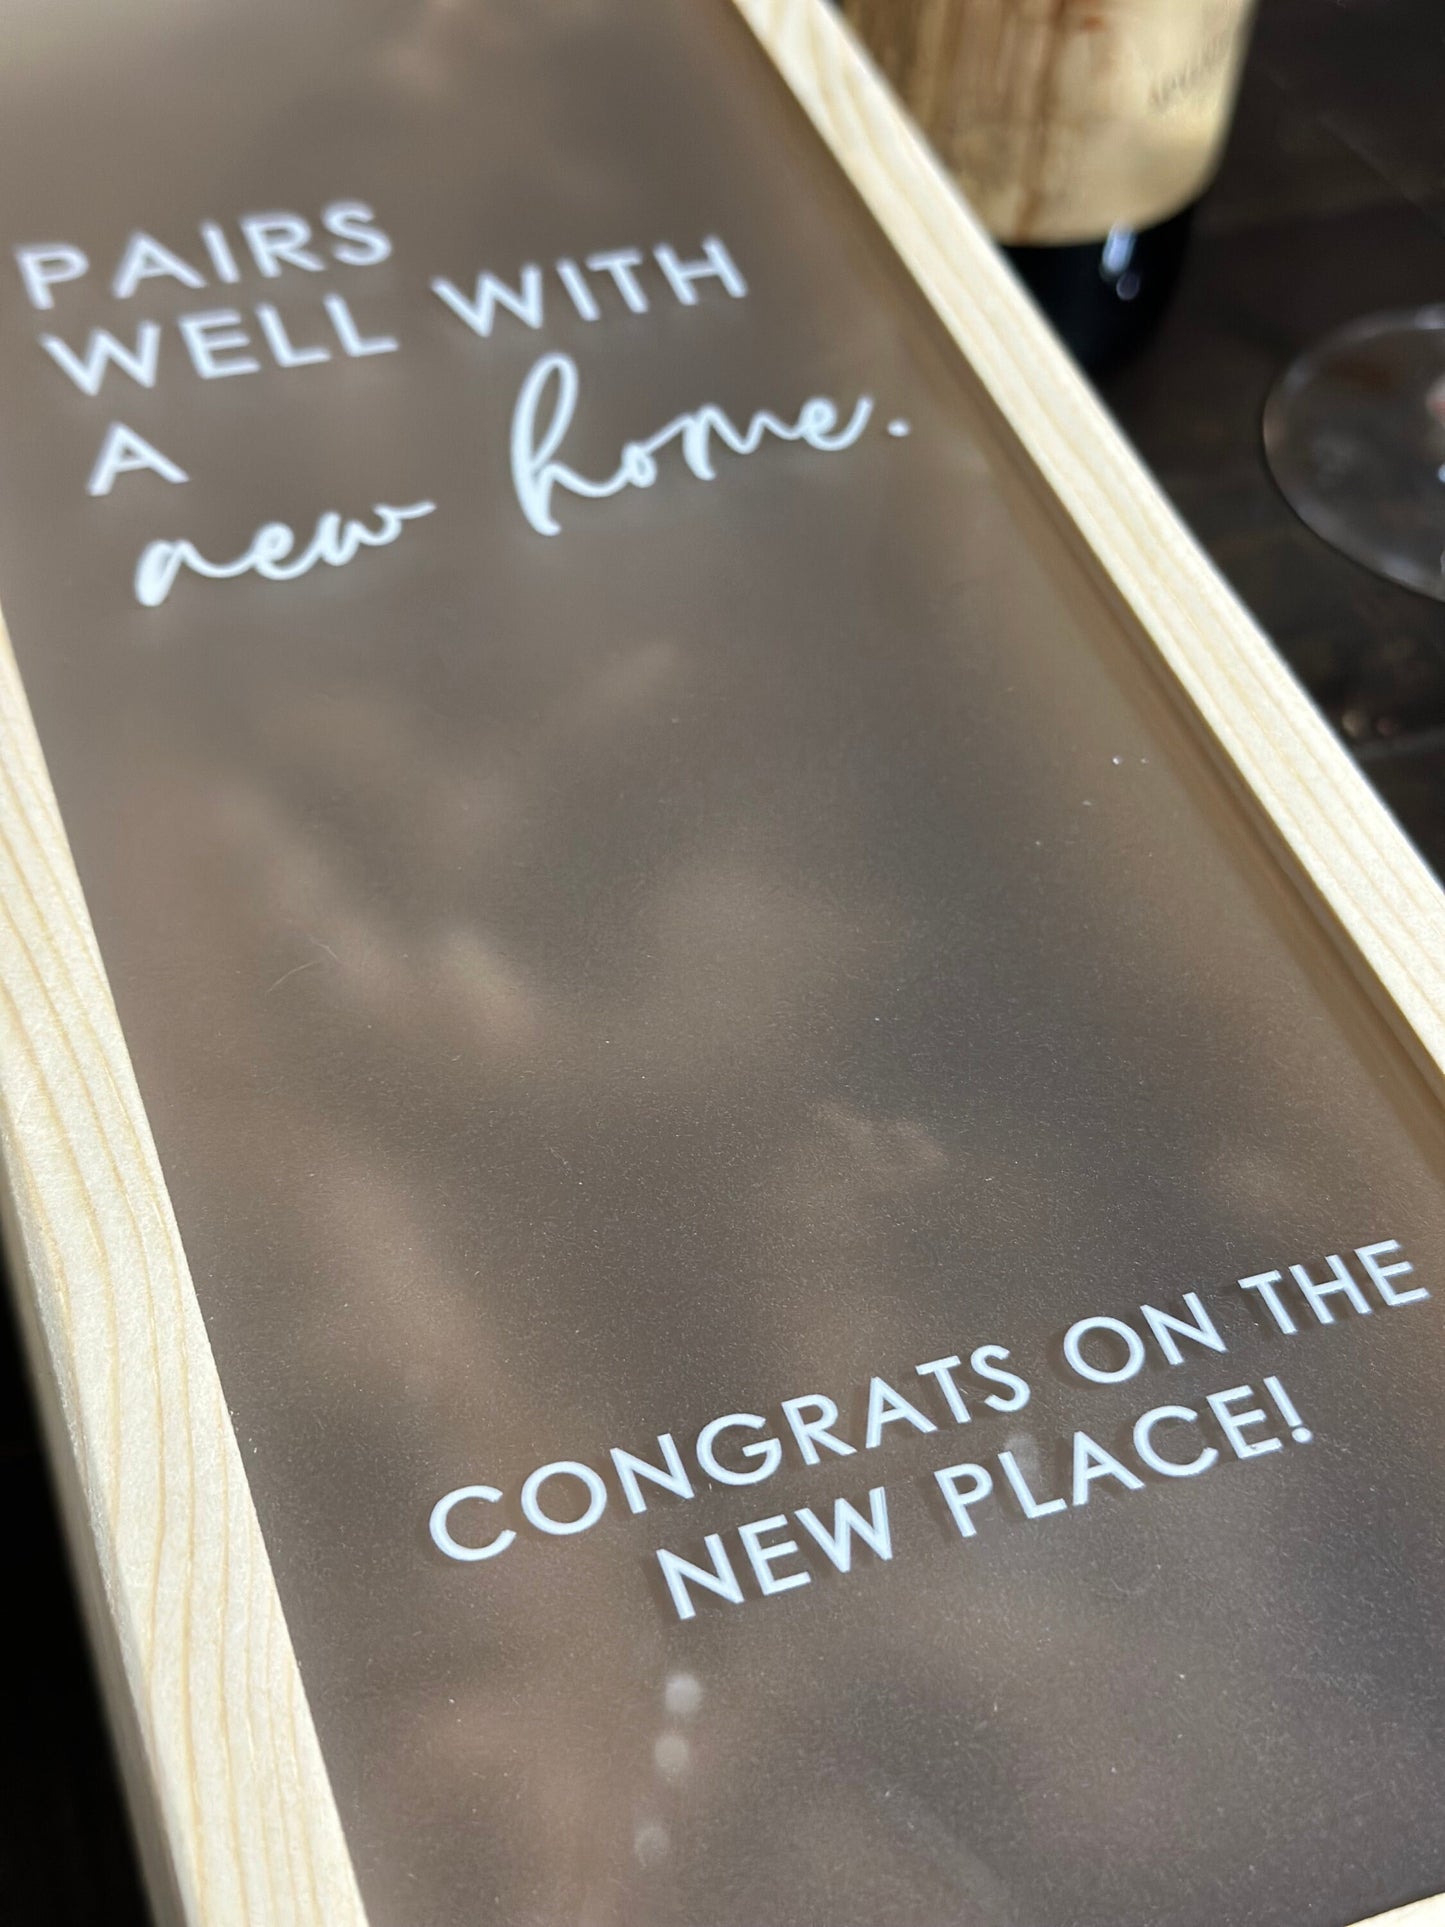 PAIRS
WELL WITH
A
new home.
CONGRATS ON THE
NEW PLACE!